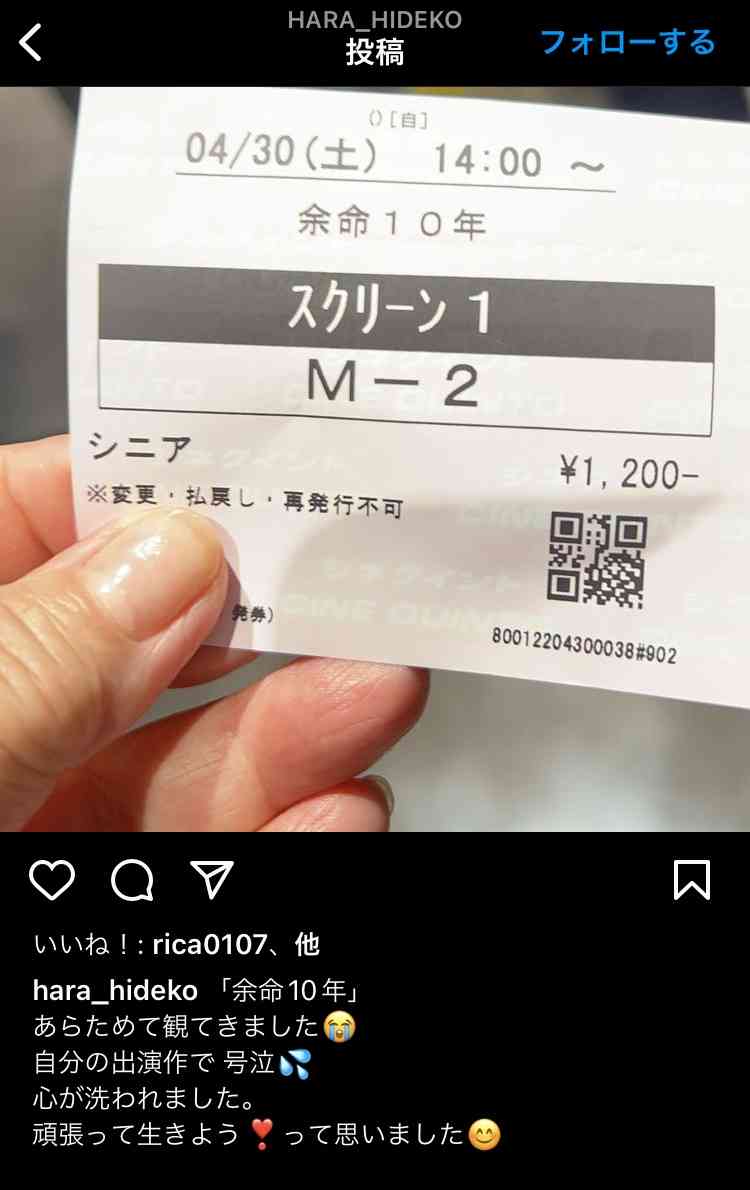 HARA_HIDEKO
投稿
フォローする
()[自]
04/30(土) 14:00 ～
余命10年
スクリーン1
M－2
シニア
¥1,200-
※変更・払戻し・再発行不可
発券)
80012204300038#902
いいね！: rica0107、他
hara_hideko 「余命10年」
あらためて観てきました😭
自分の出演作で 号泣💦
心が洗われました。
頑張って生きよう❣️って思いました😊